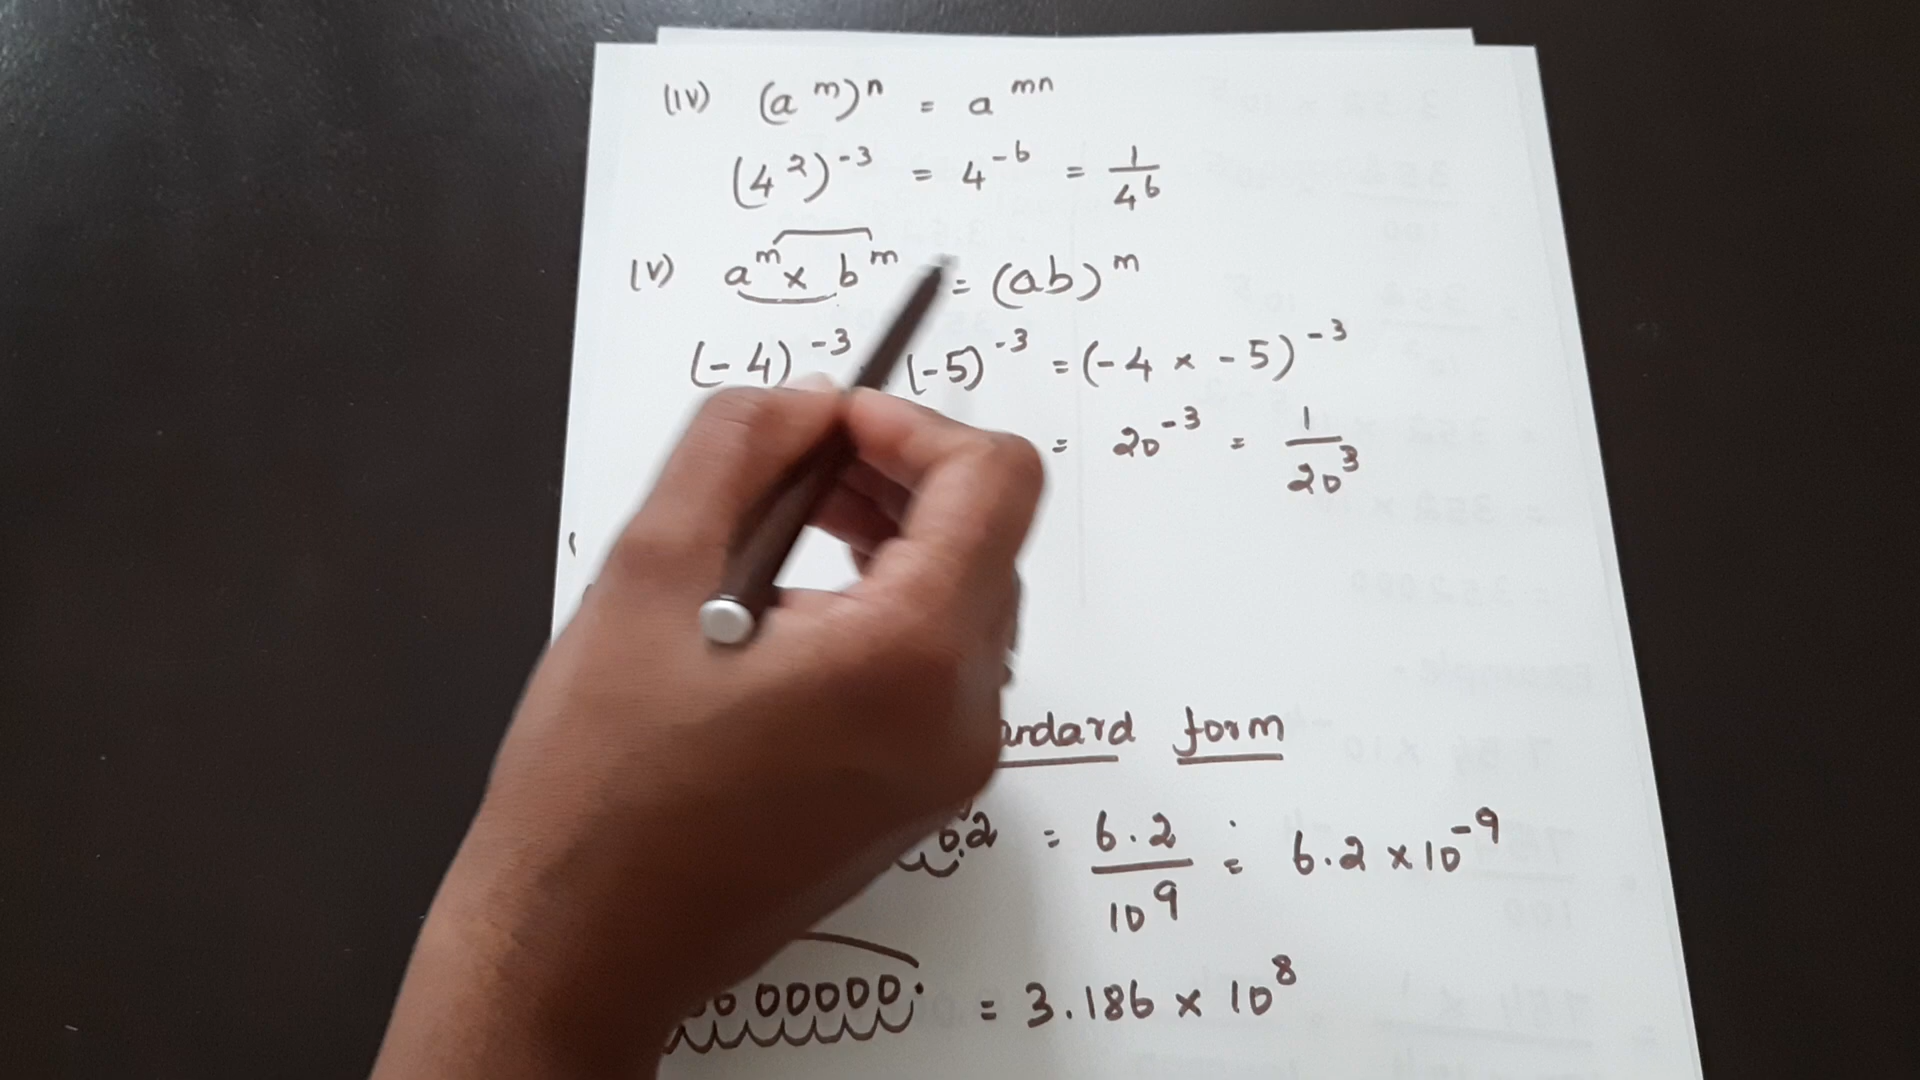 (iv) (a^m)^n = a^mn
(4^2)^-3 = 4^-6 = 1/4^6
(v) a^m x b^m = (ab)^m
(-4)^-3 (-5)^-3 = (-4 x -5)^-3
= 20^-3 = 1/20^3
form
= 6.2/10^9 = 6.2 x 10^-9
00000. = 3.186 x 10^8